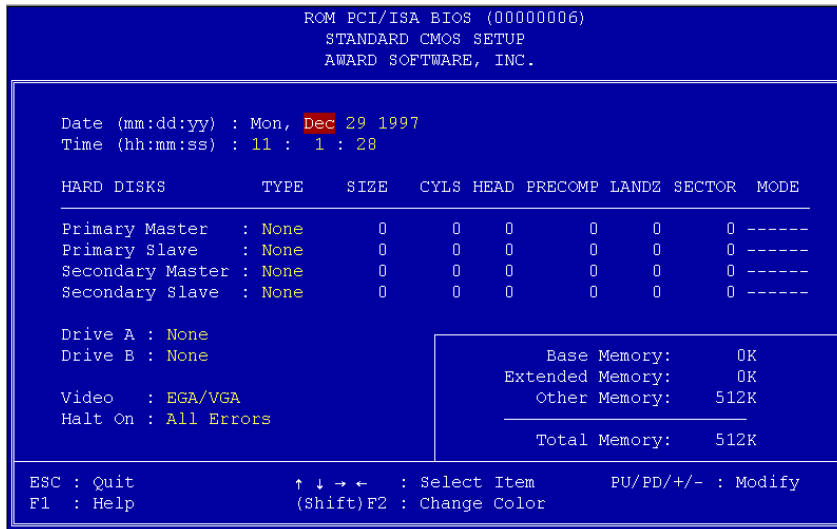 ROM PCI/ISA BIOS (00000006)
STANDARD CMOS SETUP
AWARD SOFTWARE, INC.
Date (mm:dd:yy) : Mon, Dec 29 1997
Time (hh:mm:ss) : 11 : 1 : 28
HARD DISKS TYPE SIZE CYLS HEAD PRECOMP LANDZ SECTOR MODE
Primary Master : None 0 0 0 0 0 0 ------
Primary Slave : None 0 0 0 0 0 0 ------
Secondary Master : None 0 0 0 0 0 0 ------
Secondary Slave : None 0 0 0 0 0 0 ------
Drive A : None
Drive B : None
Video : EGA/VGA
Halt On : All Errors
Base Memory: 0K
Extended Memory: 0K
Other Memory: 512K
Total Memory: 512K
ESC : Quit ↑ ↓ → ← : Select Item PU/PD/+/- : Modify
F1 : Help (Shift)F2 : Change Color